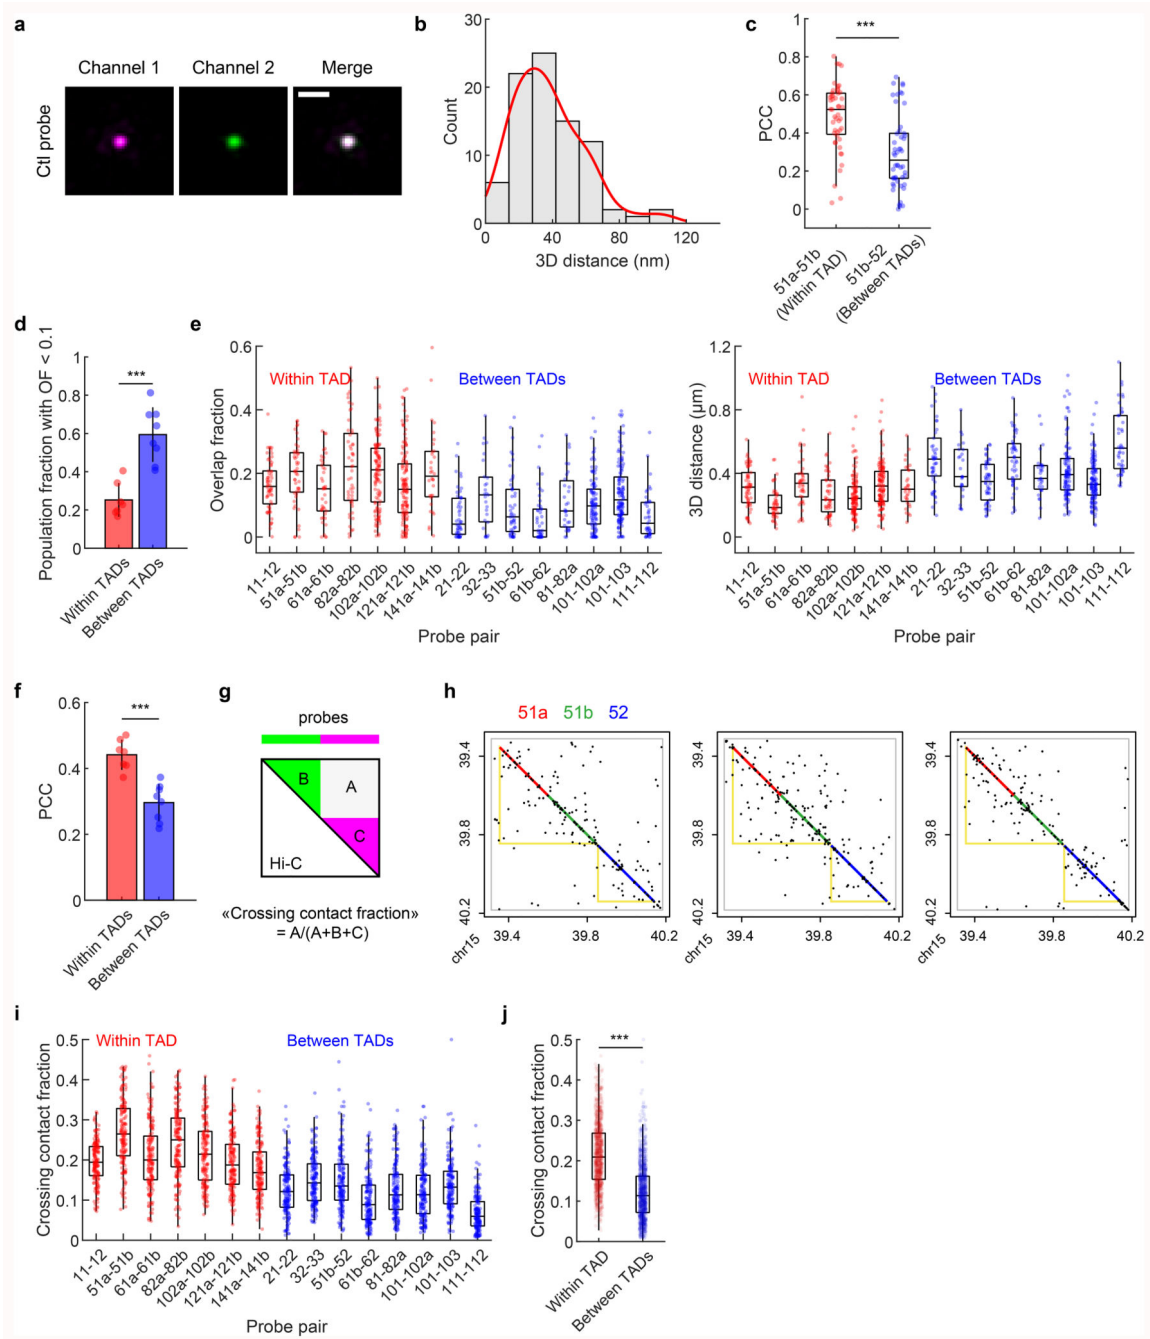 a
Channel 1
Channel 2
Merge
Ctl probe
b
30
20
10
0
Count
0
40
80
120
3D distance (nm)
c
***
1
0.8
0.6
0.4
0.2
0
PCC
51a-51b
(Within TAD)
51b-52
(Between TADs)
d
Population fraction with OF < 0.1
1
0.8
0.6
0.4
0.2
0
***
Within TADs
Between TADs
e
Overlap fraction
0.6
0.4
0.2
0
Within TAD
Between TADs
11-12
51a-51b
61a-61b
82a-82b
102a-102b
121a-121b
141a-141b
21-22
32-33
51b-52
61b-62
81-82a
101-102a
101-103
111-112
Probe pair
3D distance (μm)
1.2
0.8
0.4
0
Within TAD
Between TADs
11-12
51a-51b
61a-61b
82a-82b
102a-102b
121a-121b
141a-141b
21-22
32-33
51b-52
61b-62
81-82a
101-102a
101-103
111-112
Probe pair
f
PCC
0.6
0.4
0.2
0
***
Within TADs
Between TADs
g
probes
B
A
C
Hi-C
«Crossing contact fraction»
= A/(A+B+C)
h
51a 51b 52
39.4
39.8
40.2
chr15
39.4
39.8
40.2
39.4
39.8
40.2
chr15
39.4
39.8
40.2
39.4
39.8
40.2
chr15
39.4
39.8
40.2
i
Crossing contact fraction
0.5
0.4
0.3
0.2
0.1
0
Within TAD
Between TADs
11-12
51a-51b
61a-61b
82a-82b
102a-102b
121a-121b
141a-141b
21-22
32-33
51b-52
61b-62
81-82a
101-102a
101-103
111-112
Probe pair
j
Crossing contact fraction
0.5
0.4
0.3
0.2
0.1
0
***
Within TAD
Between TADs